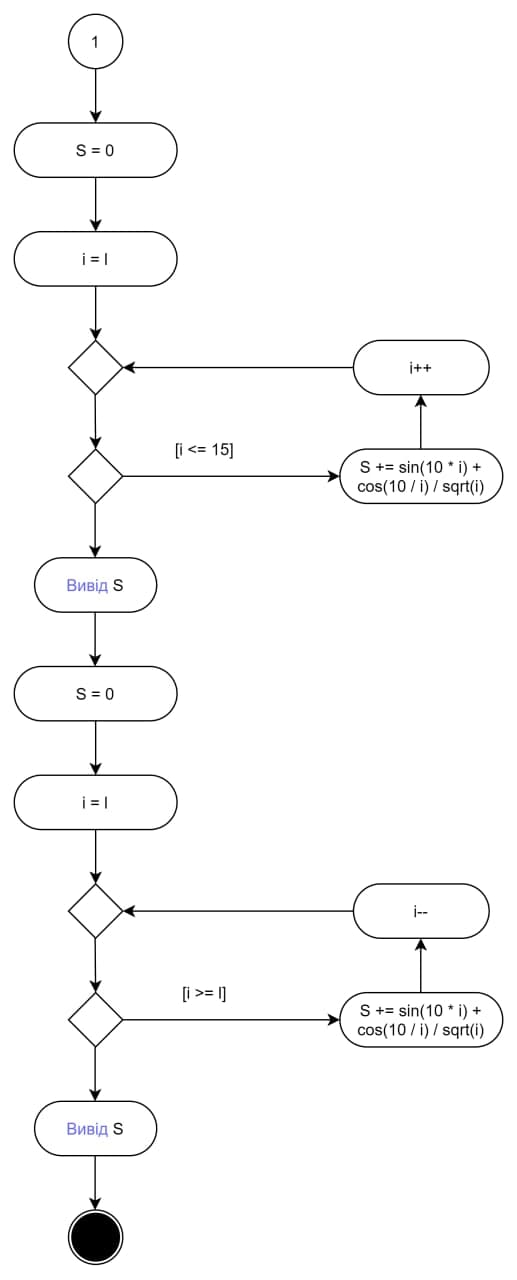 1
S = 0
i = l
i++
[i <= 15]
S += sin(10 * i) +
cos(10 / i) / sqrt(i)
Вивід S
S = 0
i = l
i--
[i >= l]
S += sin(10 * i) +
cos(10 / i) / sqrt(i)
Вивід S